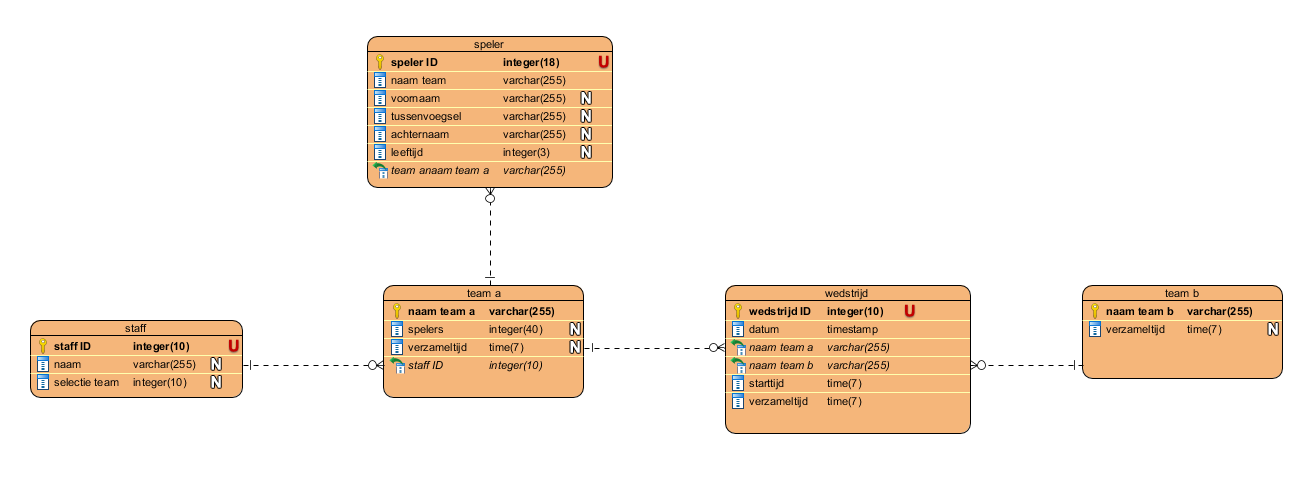 speler
speler ID integer(18) U
naam team varchar(255)
voornaam varchar(255) N
tussenvoegsel varchar(255) N
achternaam varchar(255) N
leeftijd integer(3) N
team anaam team a varchar(255)
team a
naam team a varchar(255)
spelers integer(40) N
verzameltijd time(7) N
staff ID integer(10)
wedstrijd
wedstrijd ID integer(10) U
datum timestamp
naam team a varchar(255)
naam team b varchar(255)
starttijd time(7)
verzameltijd time(7)
team b
naam team b varchar(255)
verzameltijd time(7) N
staff
staff ID integer(10) U
naam varchar(255) N
selectie team integer(10) N